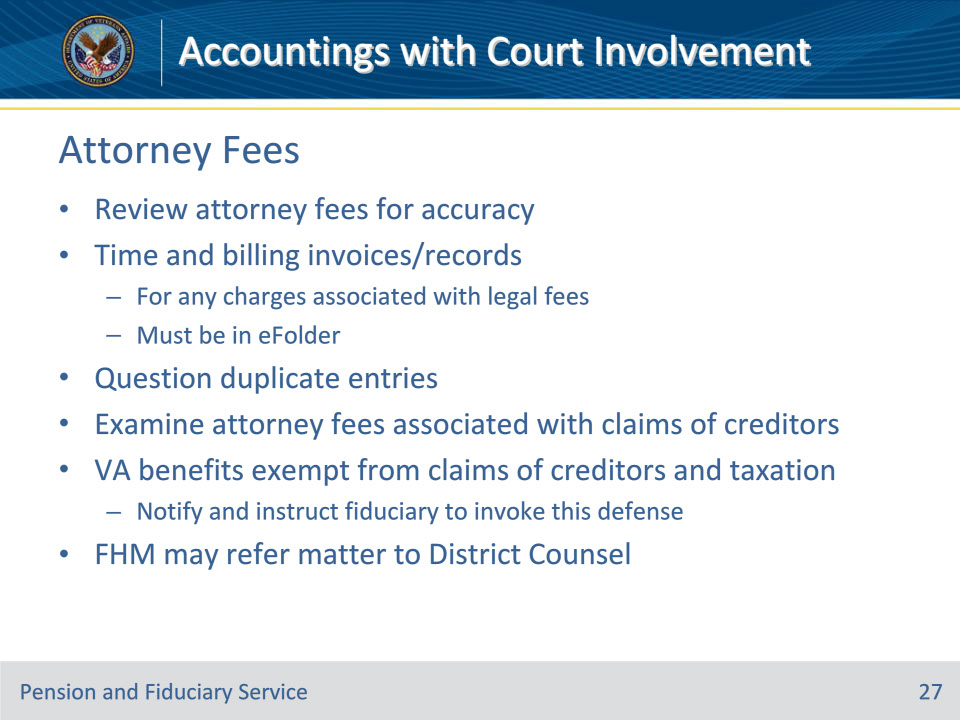 Accountings with Court Involvement
Attorney Fees
• Review attorney fees for accuracy
• Time and billing invoices/records
– For any charges associated with legal fees
– Must be in eFolder
• Question duplicate entries
• Examine attorney fees associated with claims of creditors
• VA benefits exempt from claims of creditors and taxation
– Notify and instruct fiduciary to invoke this defense
• FHM may refer matter to District Counsel
Pension and Fiduciary Service
27